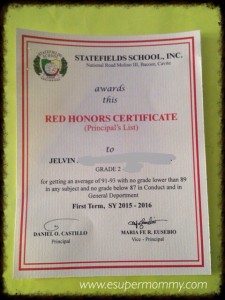 STATEFIELDS SCHOOL, INC.
National Road Molino III, Bacoor, Cavite
awards
this
RED HONORS CERTIFICATE
(Principal's List)
to
JELVIN
GRADE 2
for getting an average of 91-93 with no grade lower than 89
in any subject and no grade below 87 in Conduct and in
General Department
First Term, SY 2015 - 2016
DANIEL O. CASTILLO
Principal
MARIA FE R. EUSEBIO
Vice - Principal
www.esupermommy.com